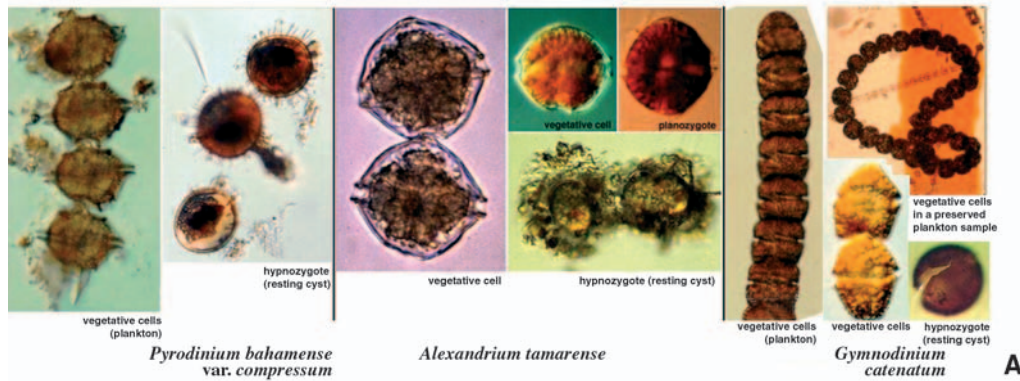 vegetative cells
(plankton)
hypnozygote
(resting cyst)
Pyrodinium bahamense
var. compressum
vegetative cell
vegetative cell
planozygote
hypnozygote (resting cyst)
Alexandrium tamarense
vegetative cells
(plankton)
vegetative cells
in a preserved
plankton sample
vegetative cells
hypnozygote
(resting cyst)
Gymnodinium
catenatum
A